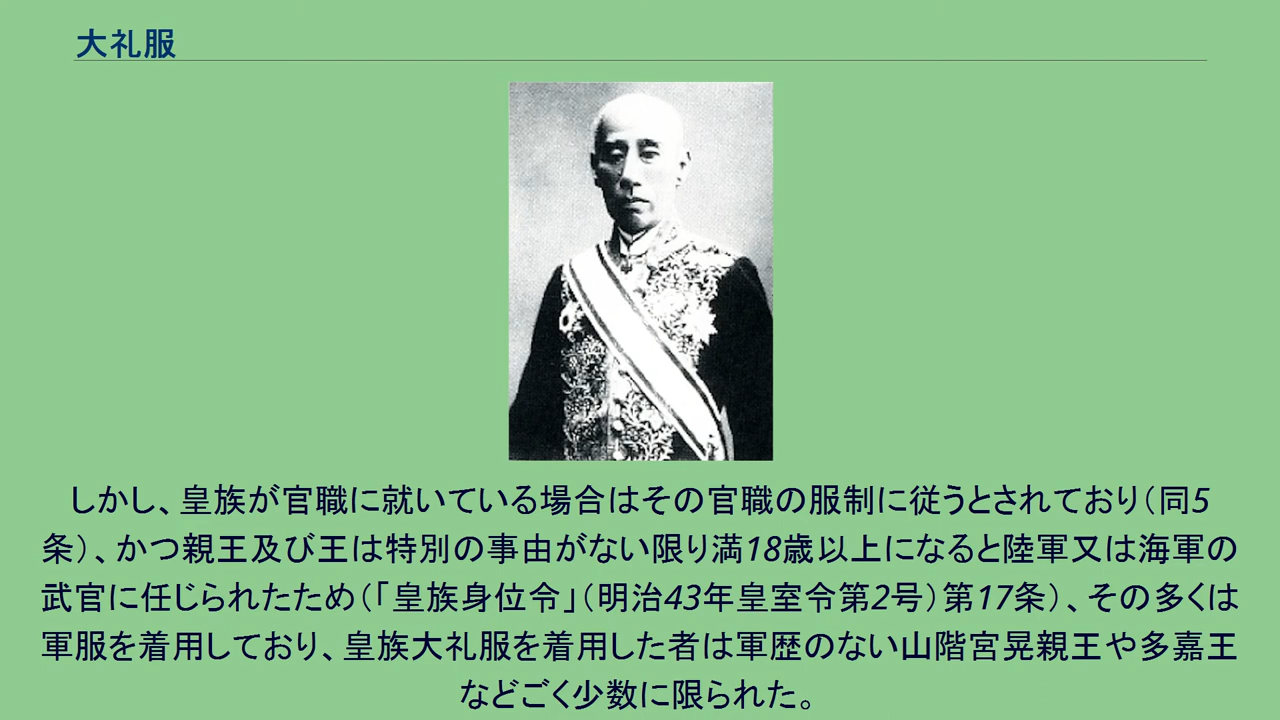 大礼服
しかし、皇族が官職に就いている場合はその官職の服制に従うとされており（同5
条）、かつ親王及び王は特別の事由がない限り満18歳以上になると陸軍又は海軍の
武官に任じられたため（「皇族身位令」（明治43年皇室令第2号）第17条）、その多くは
軍服を着用しており、皇族大礼服を着用した者は軍歴のない山階宮晃親王や多嘉王
などごく少数に限られた。